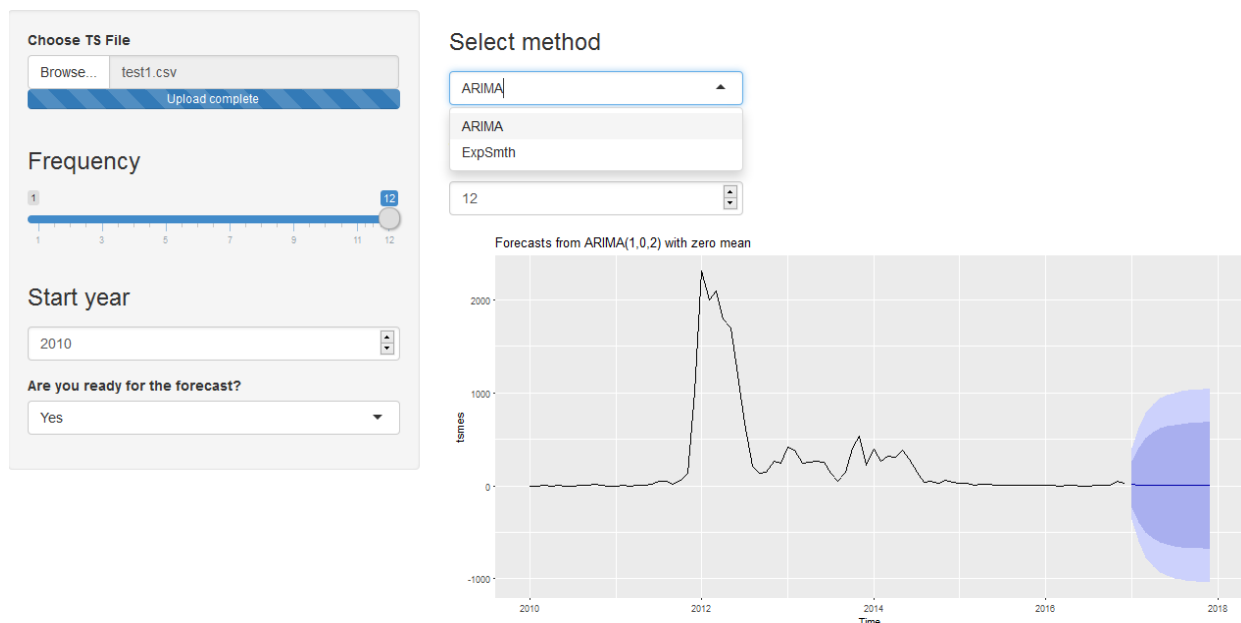 Choose TS File
Browse... test1.csv
Upload complete
Frequency
1 12
1 3 5 7 9 11 12
Start year
2010
Are you ready for the forecast?
Yes
Select method
ARIMA
ARIMA
ExpSmth
12
Forecasts from ARIMA(1,0,2) with zero mean
2000
1000
0
-1000
tsmes
2010 2012 2014 2016 2018
Time